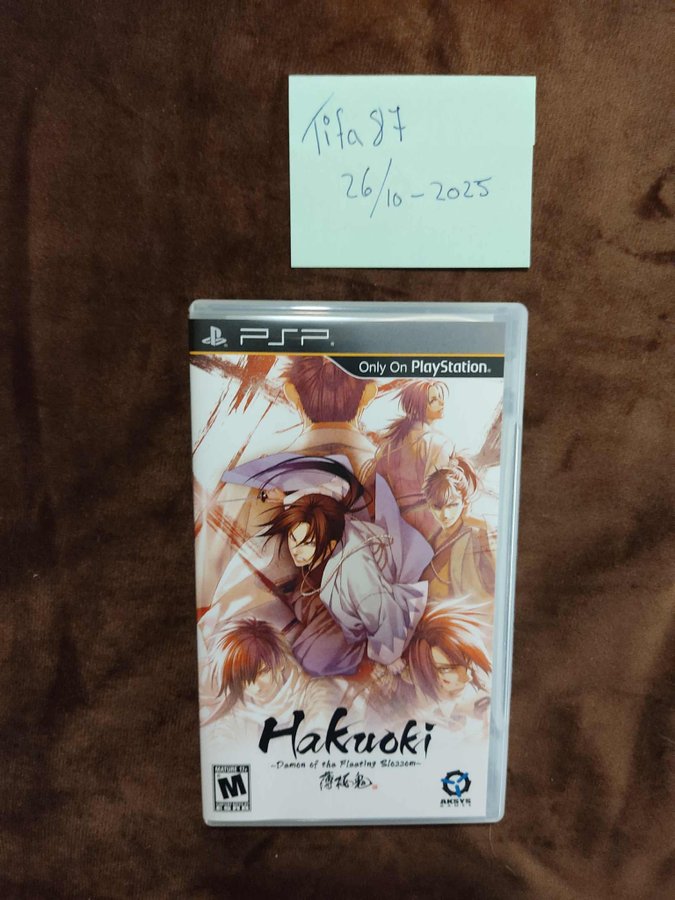 Tifa87
26/10-2025
PSP
Only On PlayStation
Hakuoki
~Demon of the Fleeting Blossom~
薄桜鬼
MATURE 17+
M
ESRB
AKSYS
GAMES